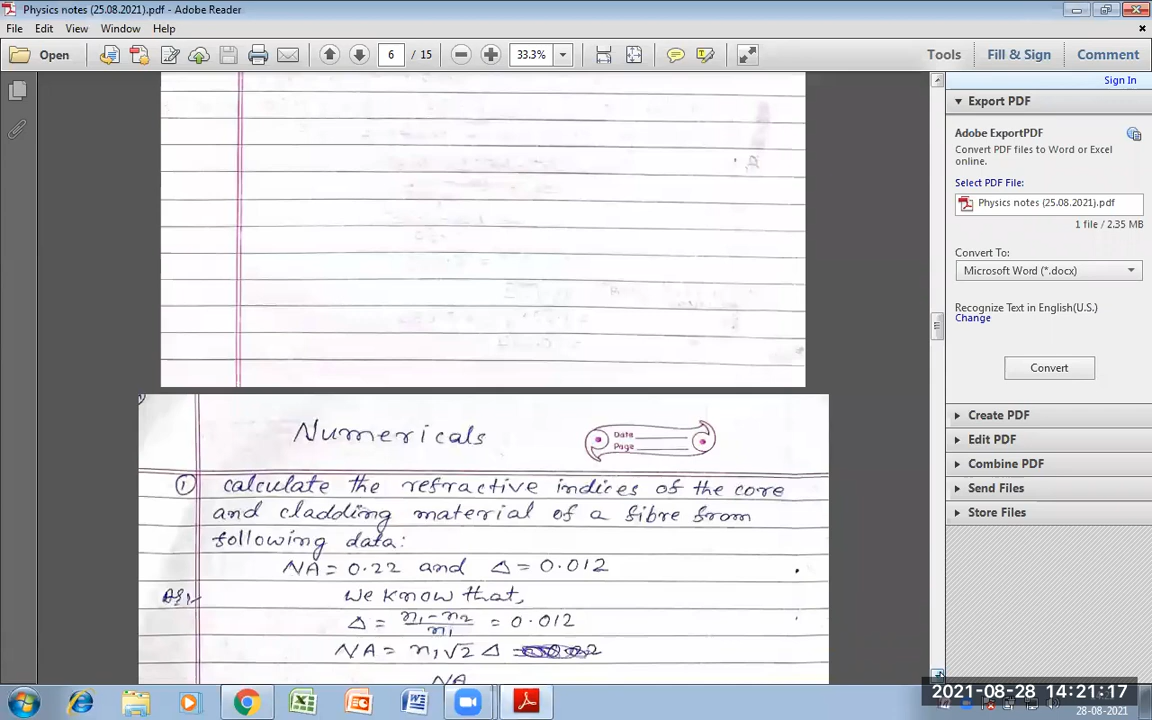 Physics notes (25.08.2021).pdf - Adobe Reader
File Edit View Window Help
Open 6 / 15 33.3% Tools Fill & Sign Comment
Sign In
Export PDF
Adobe ExportPDF
Convert PDF files to Word or Excel
online.
Select PDF File:
Physics notes (25.08.2021).pdf
1 file / 2.35 MB
Convert To:
Microsoft Word (*.docx)
Recognize Text in English(U.S.)
Change
Convert
Create PDF
Edit PDF
Combine PDF
Send Files
Store Files
Numericals
Date
Page
① calculate the refractive indices of the core
and cladding material of a fibre from
following data:
NA = 0.22 and Δ = 0.012
We know that,
Δ = n₁ - n₂ / n₁ = 0.012
NA = n₁√2 Δ
NA
2021-08-28 14:21:17
28-08-2021